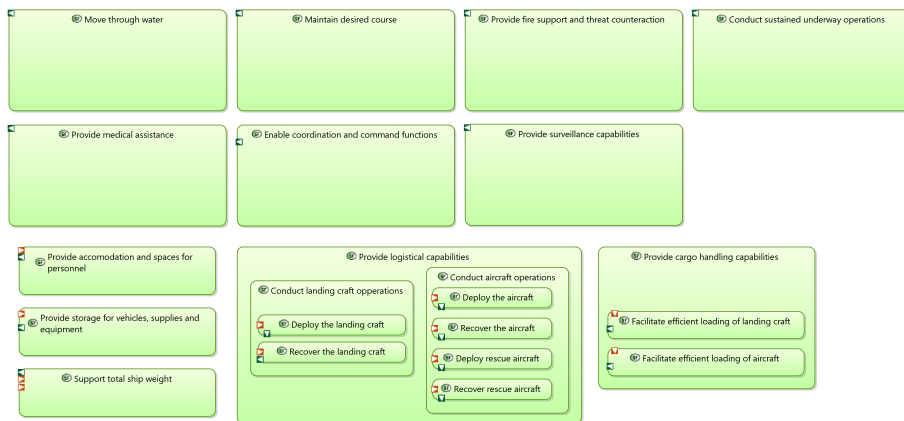 Move through water
Maintain desired course
Provide fire support and threat counteraction
Conduct sustained underway operations
Provide medical assistance
Enable coordination and command functions
Provide surveillance capabilities
Provide accomodation and spaces for
personnel
Provide storage for vehicles, supplies and
equipment
Support total ship weight
Provide logistical capabilities
Conduct landing craft opperations
Deploy the landing craft
Recover the landing craft
Conduct aircraft operations
Deploy the aircraft
Recover the aircraft
Deploy rescue aircraft
Recover rescue aircraft
Provide cargo handling capabilities
Facilitate efficient loading of landing craft
Facilitate efficient loading of aircraft